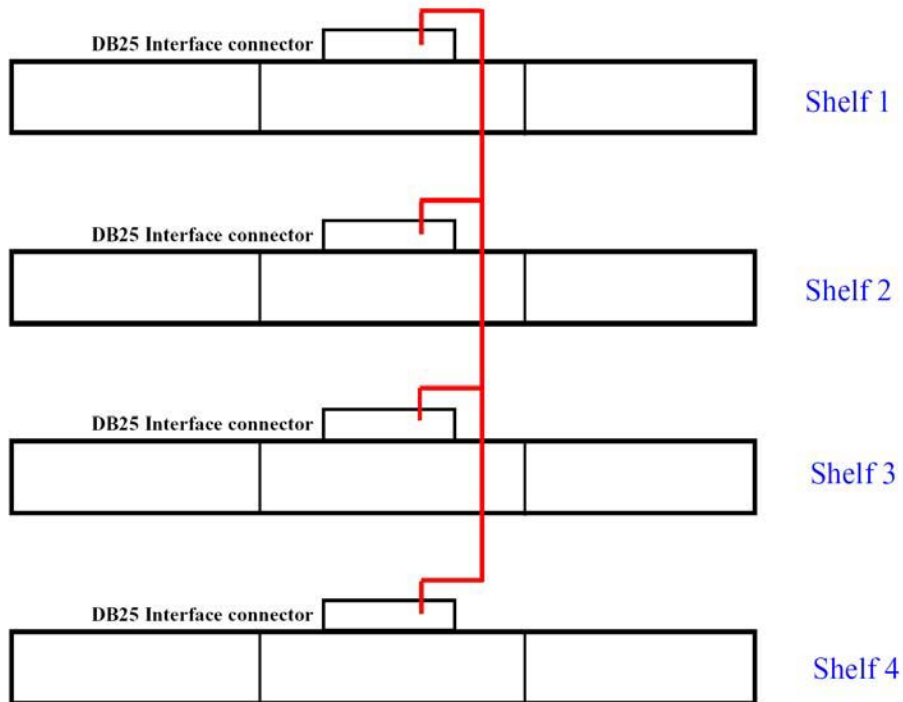 DB25 Interface connector
Shelf 1
DB25 Interface connector
Shelf 2
DB25 Interface connector
Shelf 3
DB25 Interface connector
Shelf 4